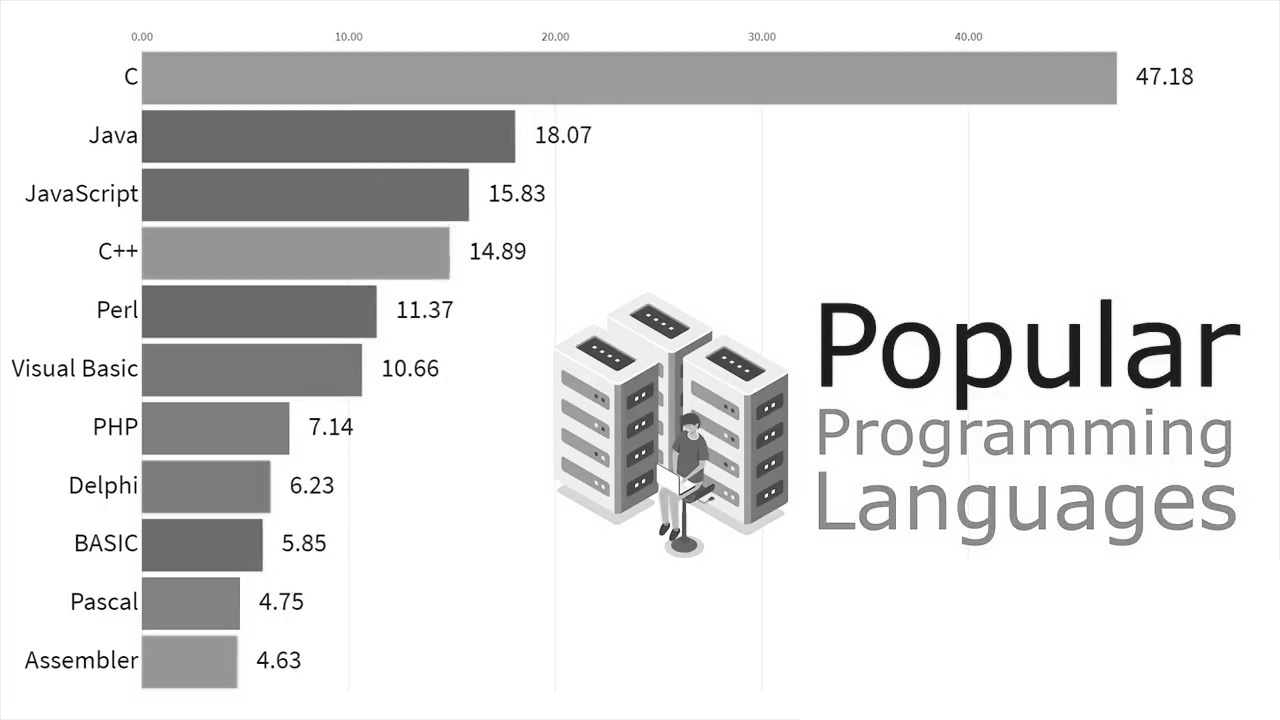 0.00 10.00 20.00 30.00 40.00
C 47.18
Java 18.07
JavaScript 15.83
C++ 14.89
Perl 11.37
Visual Basic 10.66
PHP 7.14
Delphi 6.23
BASIC 5.85
Pascal 4.75
Assembler 4.63
Popular
Programming
Languages